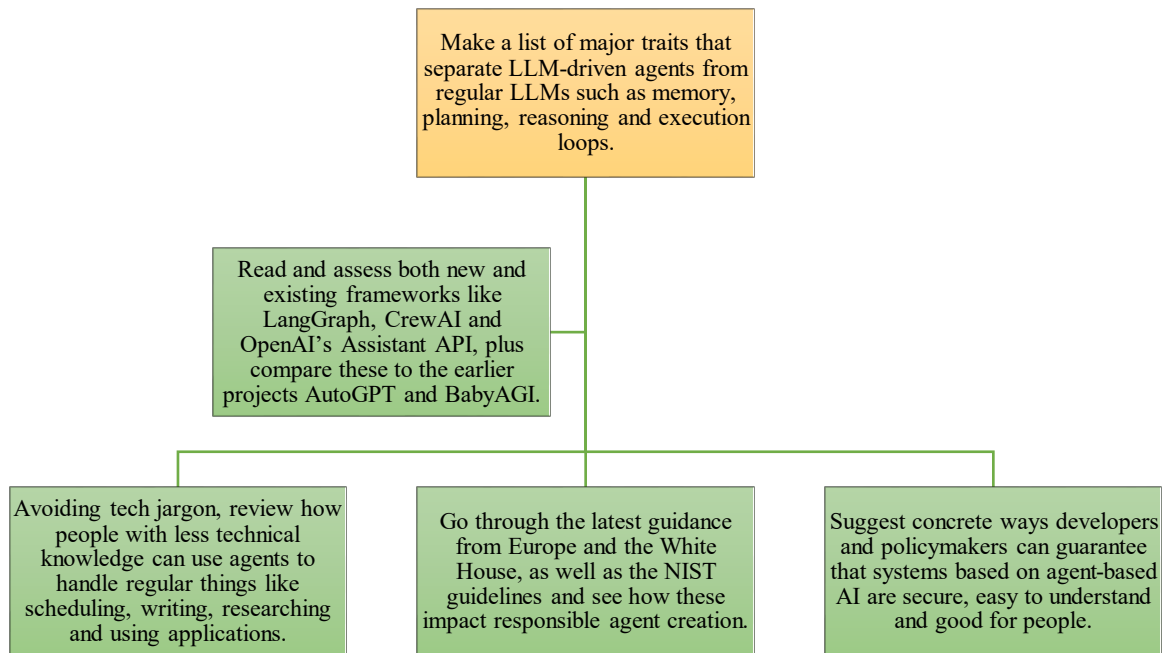 Make a list of major traits that
separate LLM-driven agents from
regular LLMs such as memory,
planning, reasoning and execution
loops.
Read and assess both new and
existing frameworks like
LangGraph, CrewAI and
OpenAI's Assistant API, plus
compare these to the earlier
projects AutoGPT and BabyAGI.
Avoiding tech jargon, review how
people with less technical
knowledge can use agents to
handle regular things like
scheduling, writing, researching
and using applications.
Go through the latest guidance
from Europe and the White
House, as well as the NIST
guidelines and see how these
impact responsible agent creation.
Suggest concrete ways developers
and policymakers can guarantee
that systems based on agent-based
AI are secure, easy to understand
and good for people.